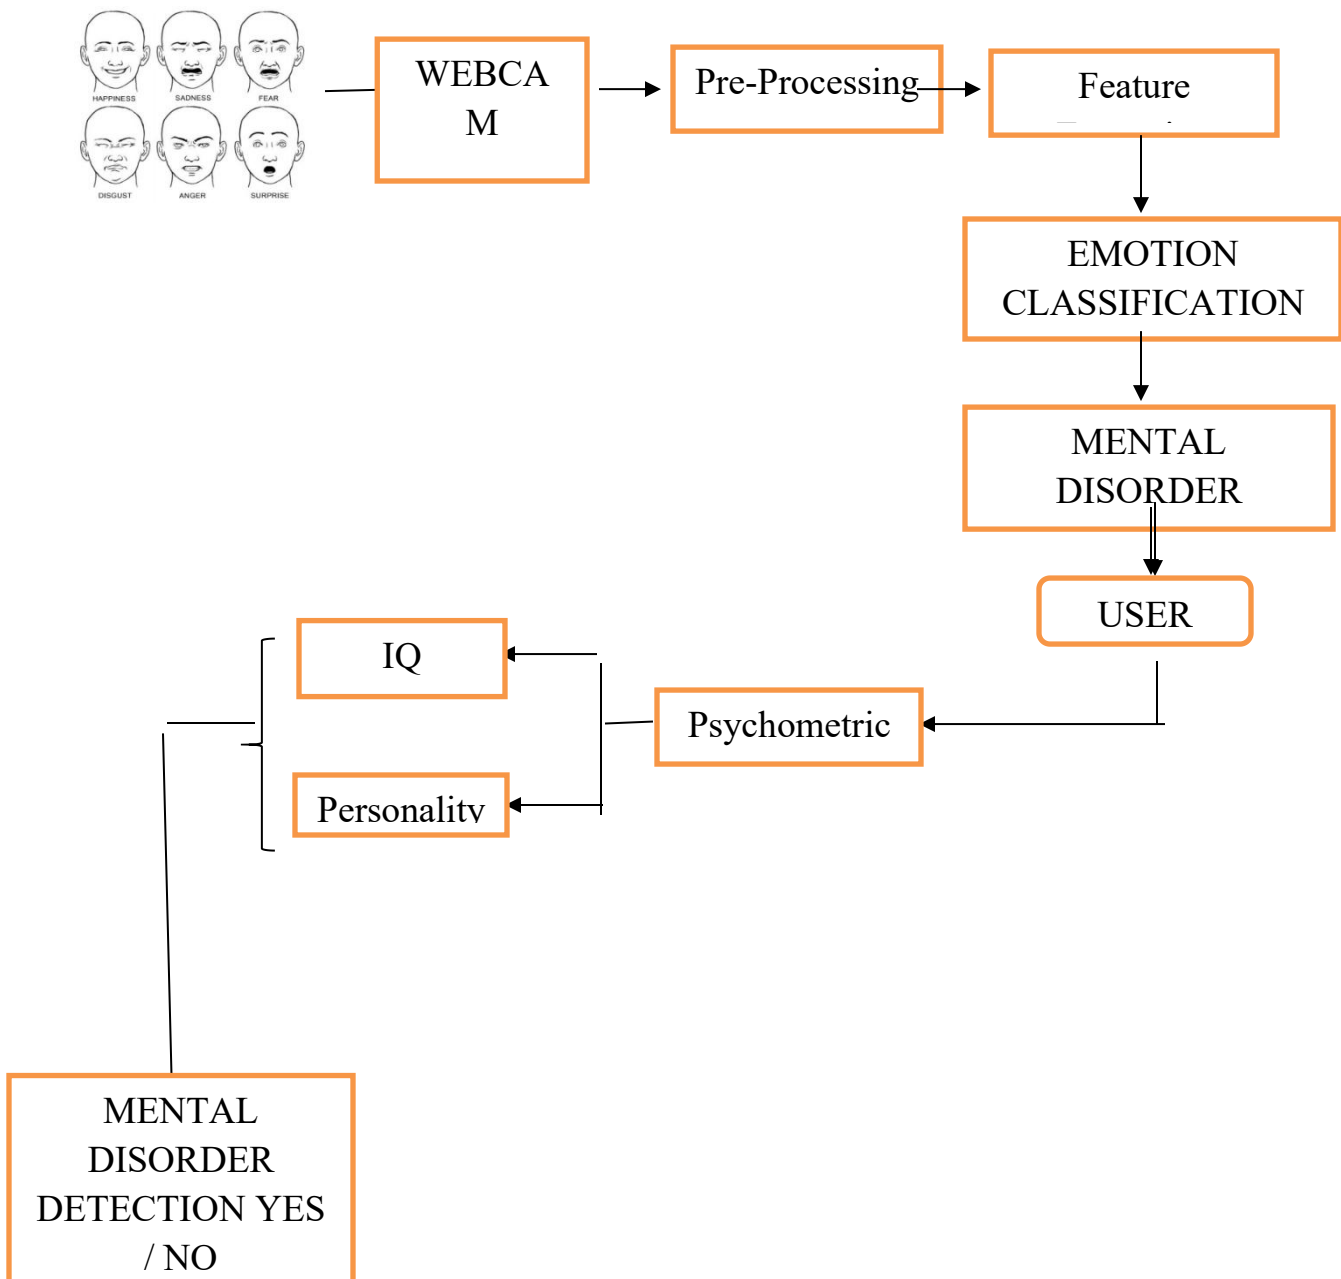 HAPPINESS
SADNESS
FEAR
DISGUST
ANGER
SURPRISE
WEBCA
M
Pre-Processing
Feature
EMOTION
CLASSIFICATION
MENTAL
DISORDER
USER
Psychometric
IQ
Personality
MENTAL
DISORDER
DETECTION YES
/ NO